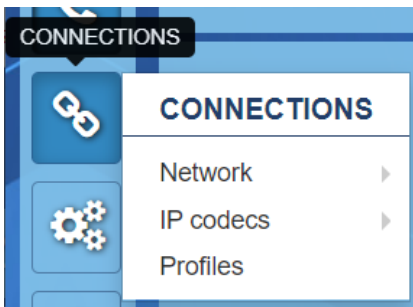 CONNECTIONS
CONNECTIONS
Network
IP codecs
Profiles